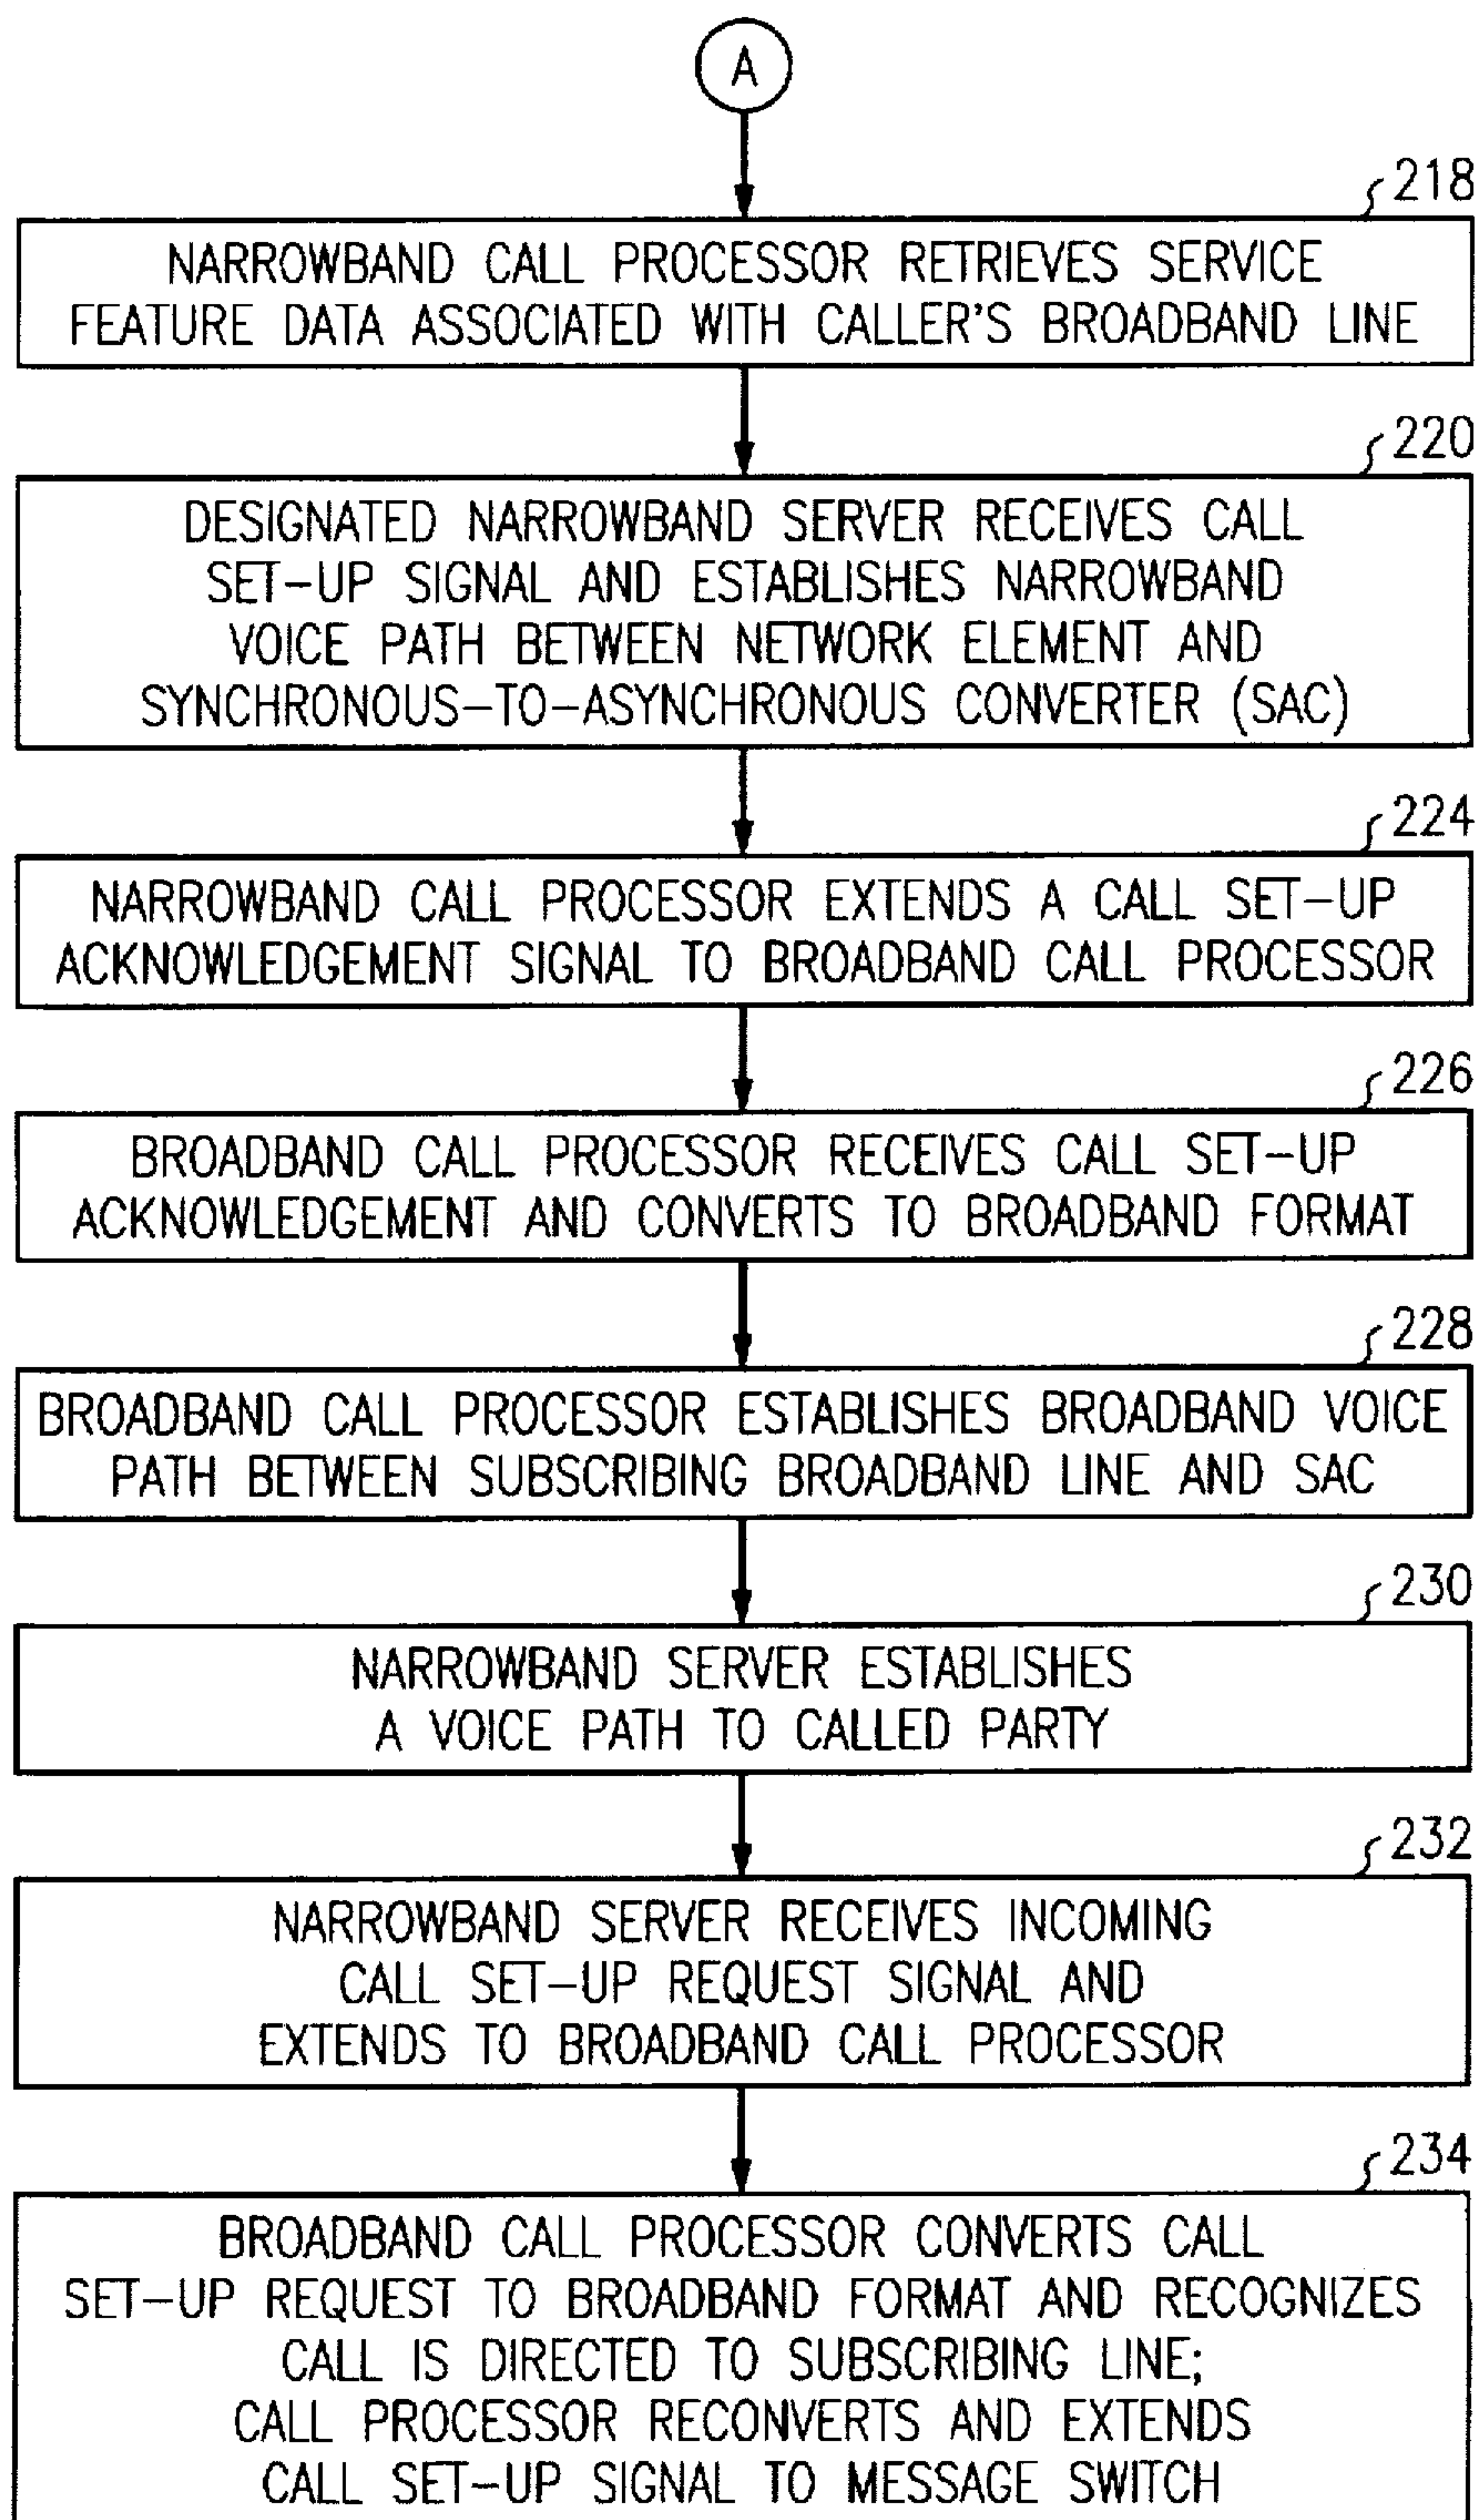 A
218
NARROWBAND CALL PROCESSOR RETRIEVES SERVICE
FEATURE DATA ASSOCIATED WITH CALLER'S BROADBAND LINE
220
DESIGNATED NARROWBAND SERVER RECEIVES CALL
SET-UP SIGNAL AND ESTABLISHES NARROWBAND
VOICE PATH BETWEEN NETWORK ELEMENT AND
SYNCHRONOUS-TO-ASYNCHRONOUS CONVERTER (SAC)
224
NARROWBAND CALL PROCESSOR EXTENDS A CALL SET-UP
ACKNOWLEDGEMENT SIGNAL TO BROADBAND CALL PROCESSOR
226
BROADBAND CALL PROCESSOR RECEIVES CALL SET-UP
ACKNOWLEDGEMENT AND CONVERTS TO BROADBAND FORMAT
228
BROADBAND CALL PROCESSOR ESTABLISHES BROADBAND VOICE
PATH BETWEEN SUBSCRIBING BROADBAND LINE AND SAC
230
NARROWBAND SERVER ESTABLISHES
A VOICE PATH TO CALLED PARTY
232
NARROWBAND SERVER RECEIVES INCOMING
CALL SET-UP REQUEST SIGNAL AND
EXTENDS TO BROADBAND CALL PROCESSOR
234
BROADBAND CALL PROCESSOR CONVERTS CALL
SET-UP REQUEST TO BROADBAND FORMAT AND RECOGNIZES
CALL IS DIRECTED TO SUBSCRIBING LINE;
CALL PROCESSOR RECONVERTS AND EXTENDS
CALL SET-UP SIGNAL TO MESSAGE SWITCH